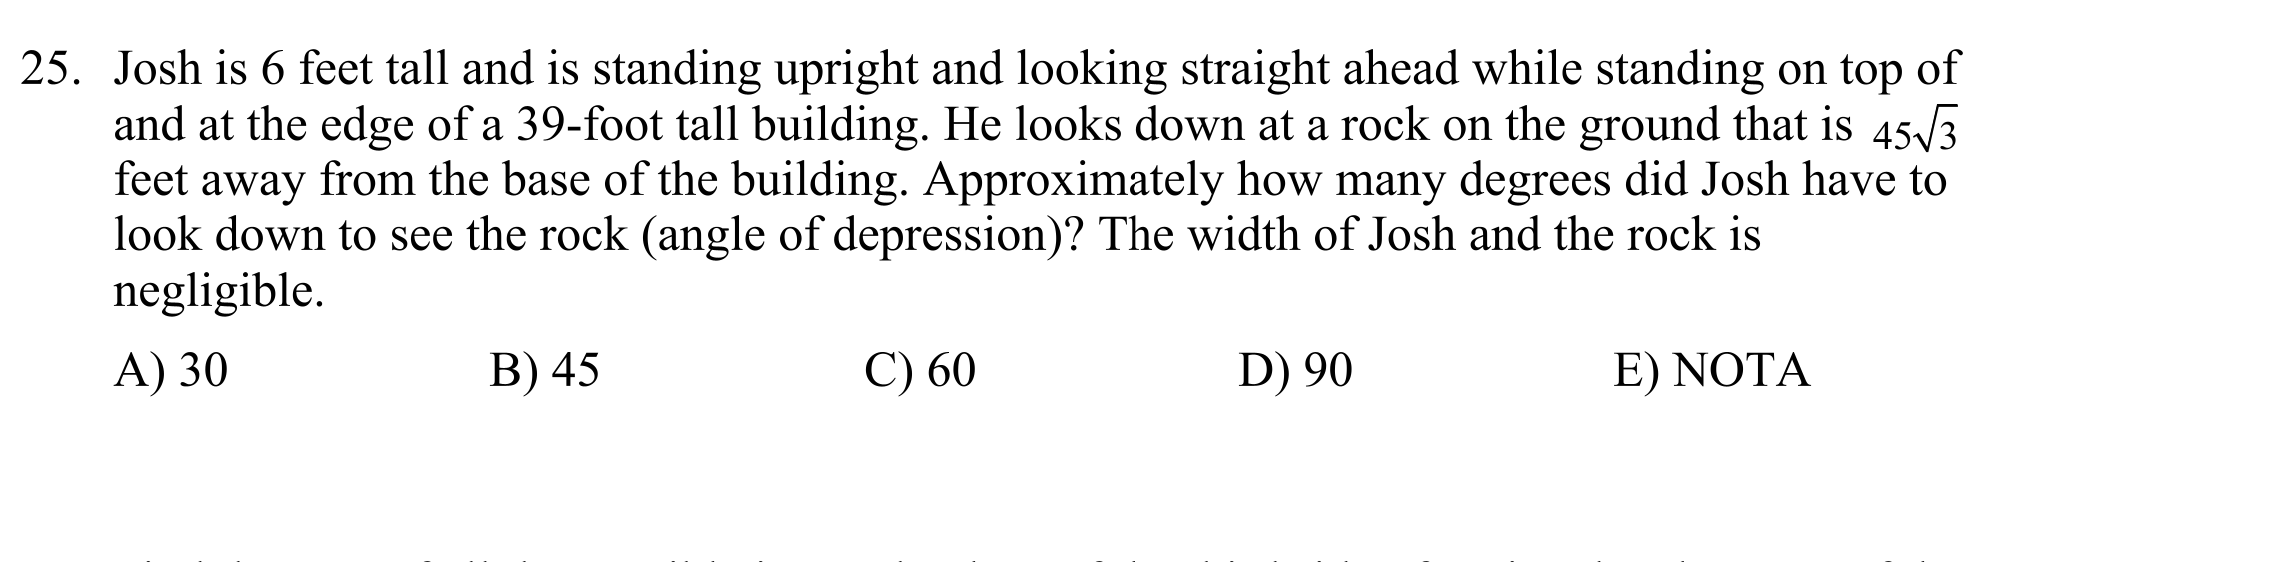 25. Josh is 6 feet tall and is standing upright and looking straight ahead while standing on top of
and at the edge of a 39-foot tall building. He looks down at a rock on the ground that is 45√3
feet away from the base of the building. Approximately how many degrees did Josh have to
look down to see the rock (angle of depression)? The width of Josh and the rock is
negligible.
A) 30 B) 45 C) 60 D) 90 E) NOTA